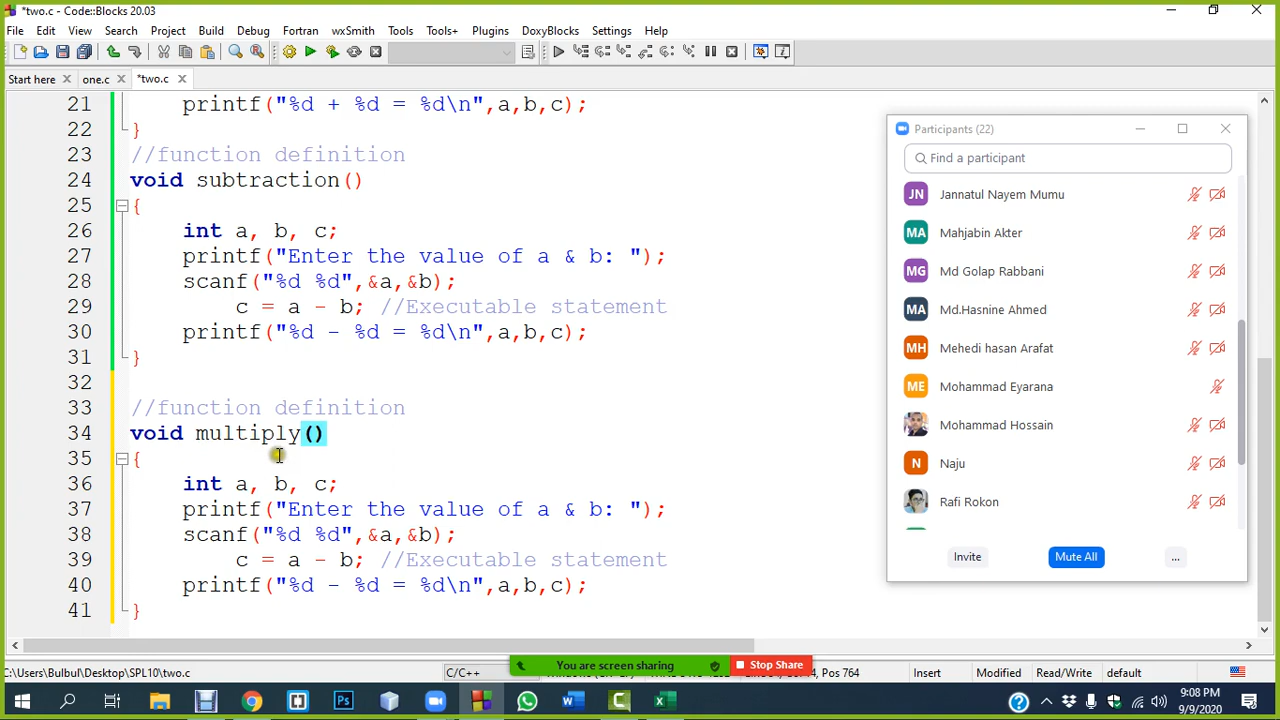 *two.c - Code::Blocks 20.03
File Edit View Search Project Build Debug Fortran wxSmith Tools Tools+ Plugins DoxyBlocks Settings Help
Start here one.c *two.c
21 printf("%d + %d = %d\n",a,b,c);
22 }
23 //function definition
24 void subtraction()
25 {
26 int a, b, c;
27 printf("Enter the value of a & b: ");
28 scanf("%d %d",&a,&b);
29 c = a - b; //Executable statement
30 printf("%d - %d = %d\n",a,b,c);
31 }
32
33 //function definition
34 void multiply()
35 {
36 int a, b, c;
37 printf("Enter the value of a & b: ");
38 scanf("%d %d",&a,&b);
39 c = a - b; //Executable statement
40 printf("%d - %d = %d\n",a,b,c);
41 }
Participants (22)
Find a participant
JN Jannatul Nayem Mumu
MA Mahjabin Akter
MG Md Golap Rabbani
MA Md.Hasnine Ahmed
MH Mehedi hasan Arafat
ME Mohammad Eyarana
Mohammad Hossain
N Naju
Rafi Rokon
Invite Mute All ...
C:\Users\Bulbul\Desktop\SPL10\two.c C/C++ Pos 764 Insert Modified default
You are screen sharing Stop Share
Ps
9:08 PM
9/9/2020